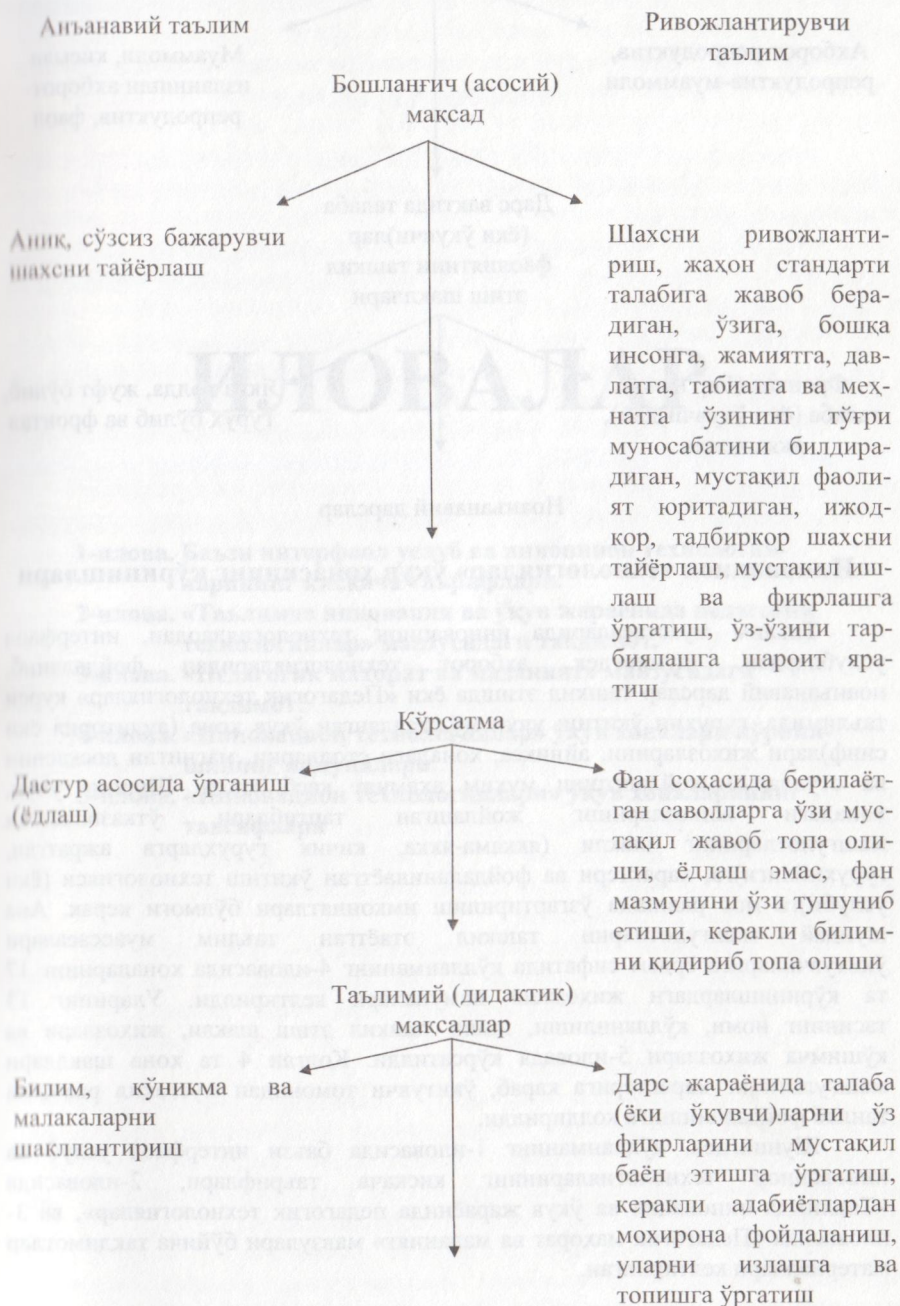 Анъанавий таълим
Ривожлантирувчи
таълим
Бошланғич (асосий)
мақсад
Аниқ, сўзсиз бажарувчи
шахсни тайёрлаш
Шахсни ривожланти-
риш, жаҳон стандарти
талабига жавоб бера-
диган, ўзига, бошқа
инсонга, жамиятга, дав-
латга, табиатга ва меҳ-
натга ўзининг тўғри
муносабатини билдира-
диган, мустақил фаоли-
ят юритадиган, ижод-
кор, тадбиркор шахсни
тайёрлаш, мустақил иш-
лаш ва фикрлашга
ўргатиш, ўз-ўзини тар-
биялашга шароит яра-
тиш
Кўрсатма
Дастур асосида ўрганиш
(ёдлаш)
Фан соҳасида берилаёт-
ган саволларга ўзи мус-
тақил жавоб топа оли-
ши, ёдлаш эмас, фан
мазмунини ўзи тушуниб
етиши, керакли билим-
ни қидириб топа олиши
Таълимий (дидактик)
мақсадлар
Билим, кўникма ва
малакаларни
шакллантириш
Дарс жараёнида талаба
(ёки ўқувчи)ларни ўз
фикрларини мустақил
баён этишга ўргатиш,
керакли адабиётлардан
моҳирона фойдаланиш,
уларни излашга ва
топишга ўргатиш